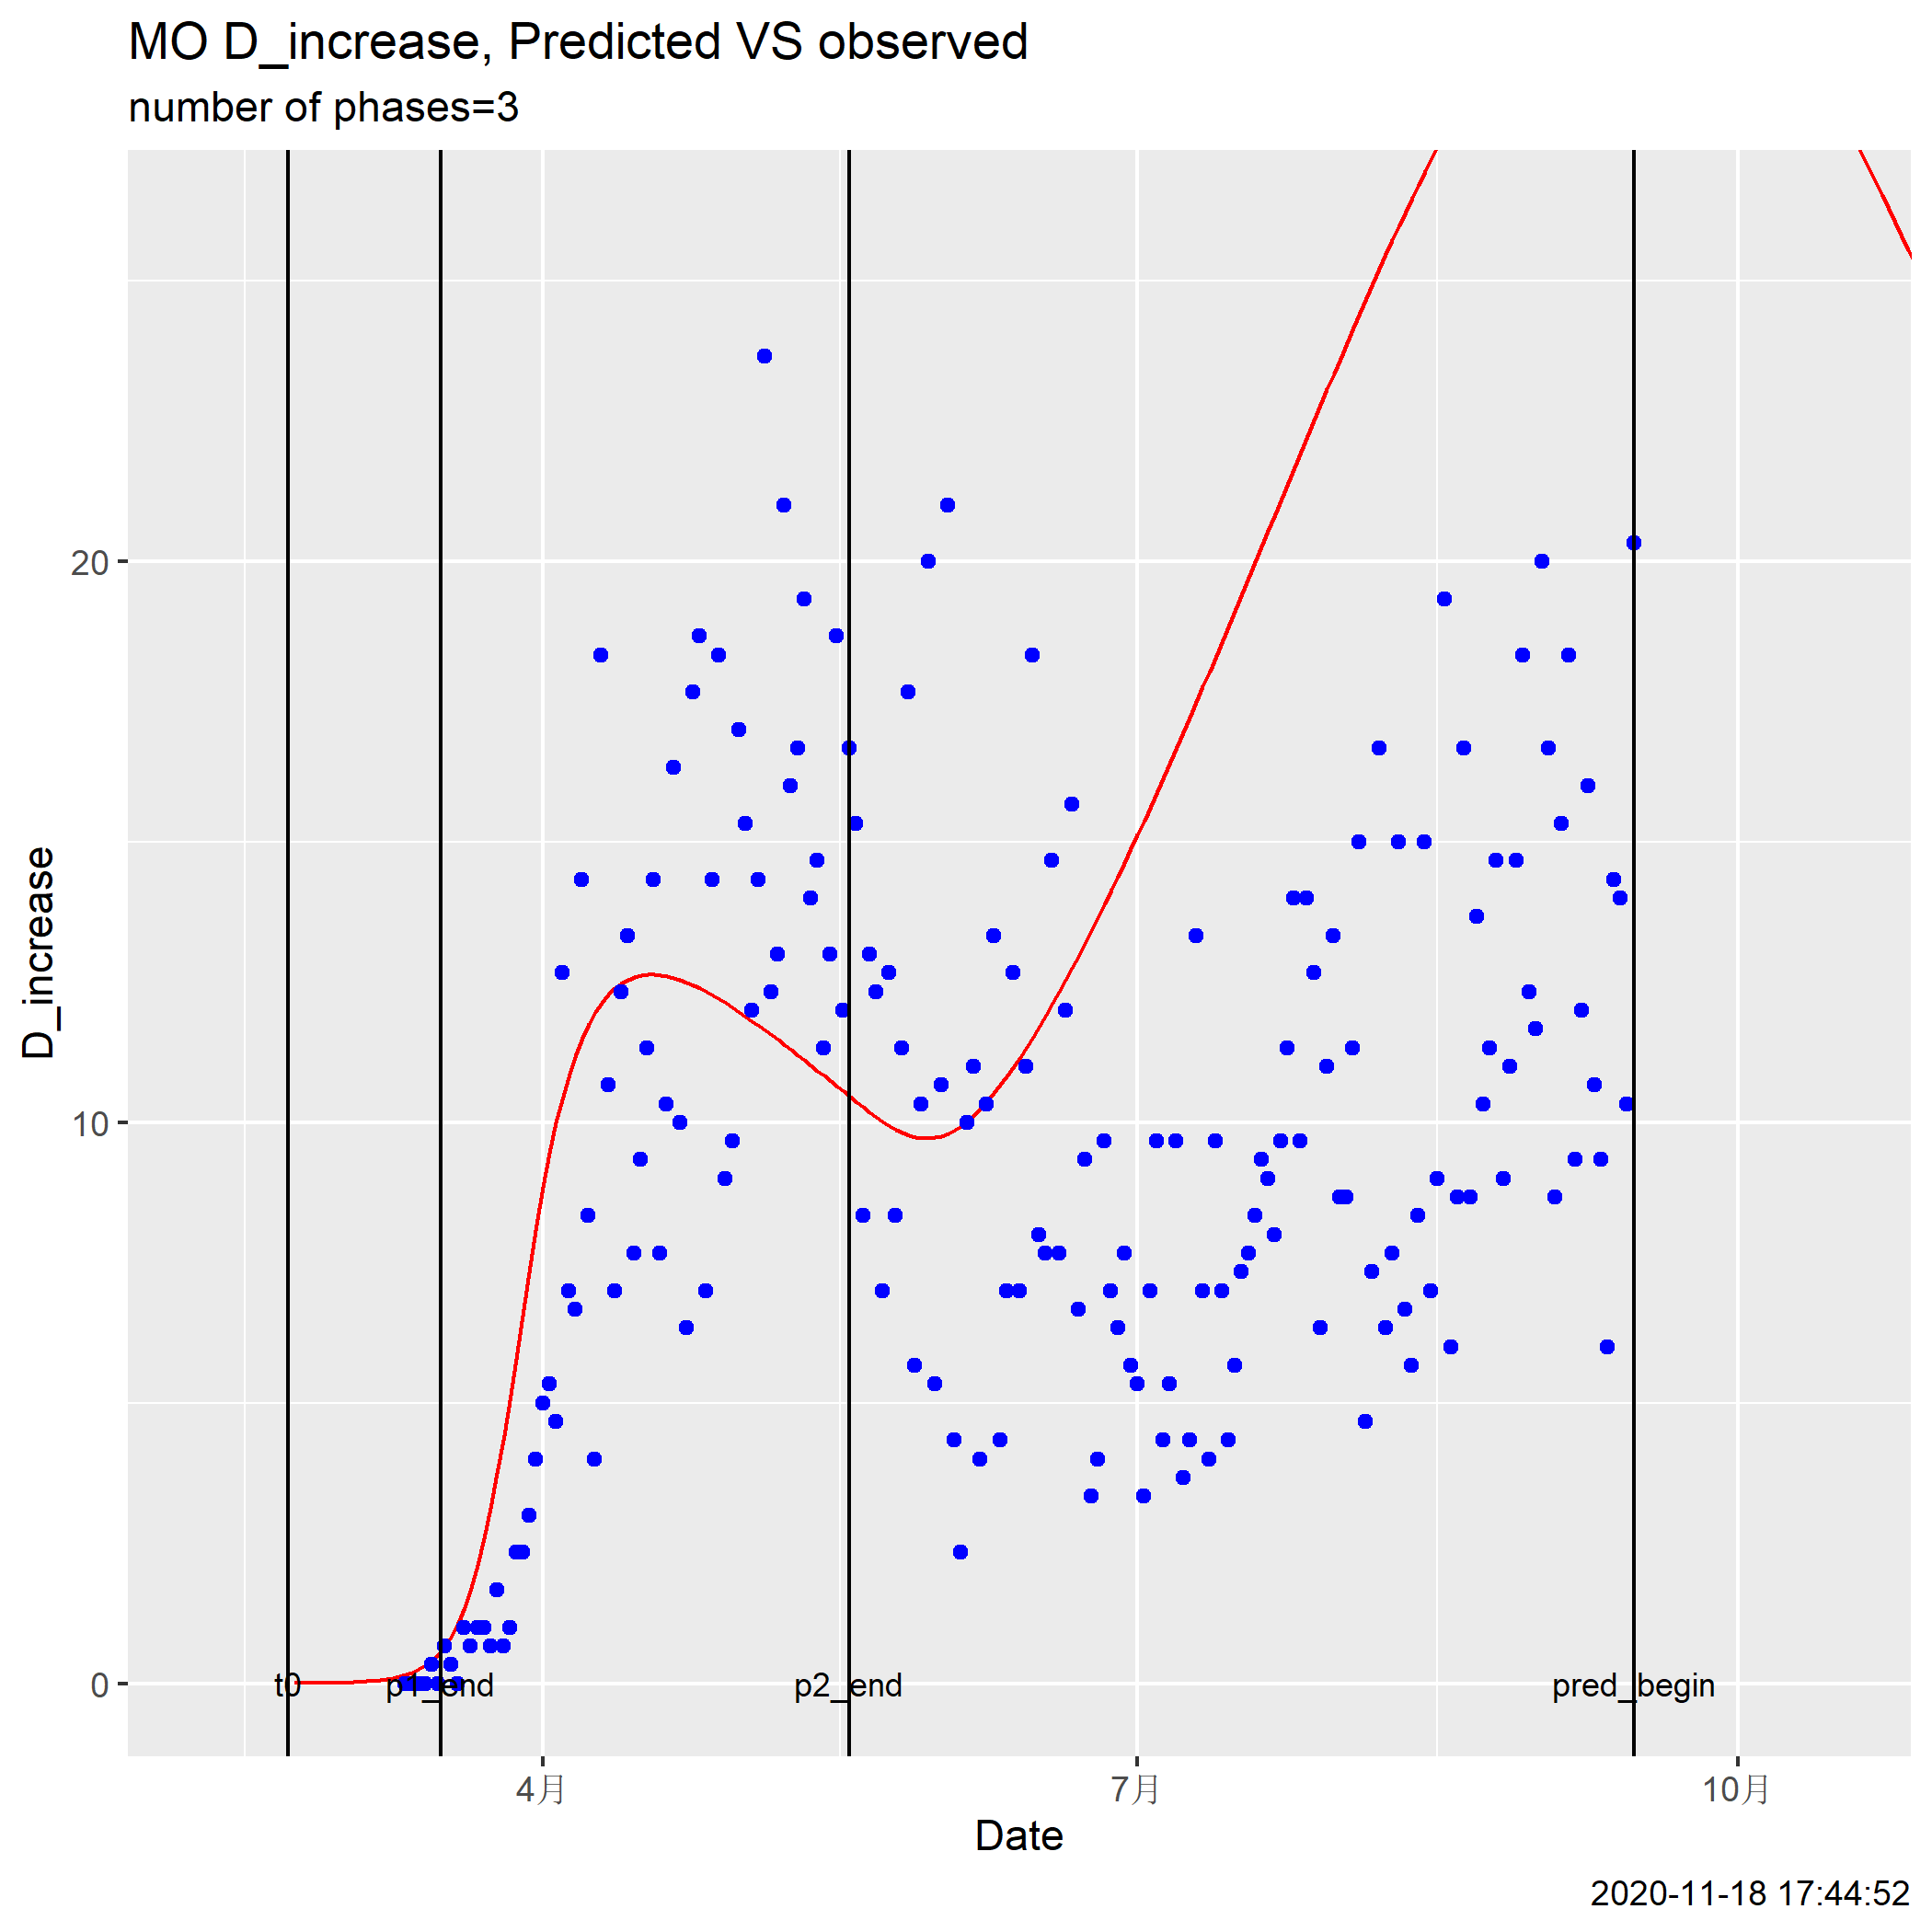 MO D_increase, Predicted VS observed
number of phases=3
D_increase
20
10
0
t0
p1_end
p2_end
pred_begin
4月
7月
10月
Date
2020-11-18 17:44:52